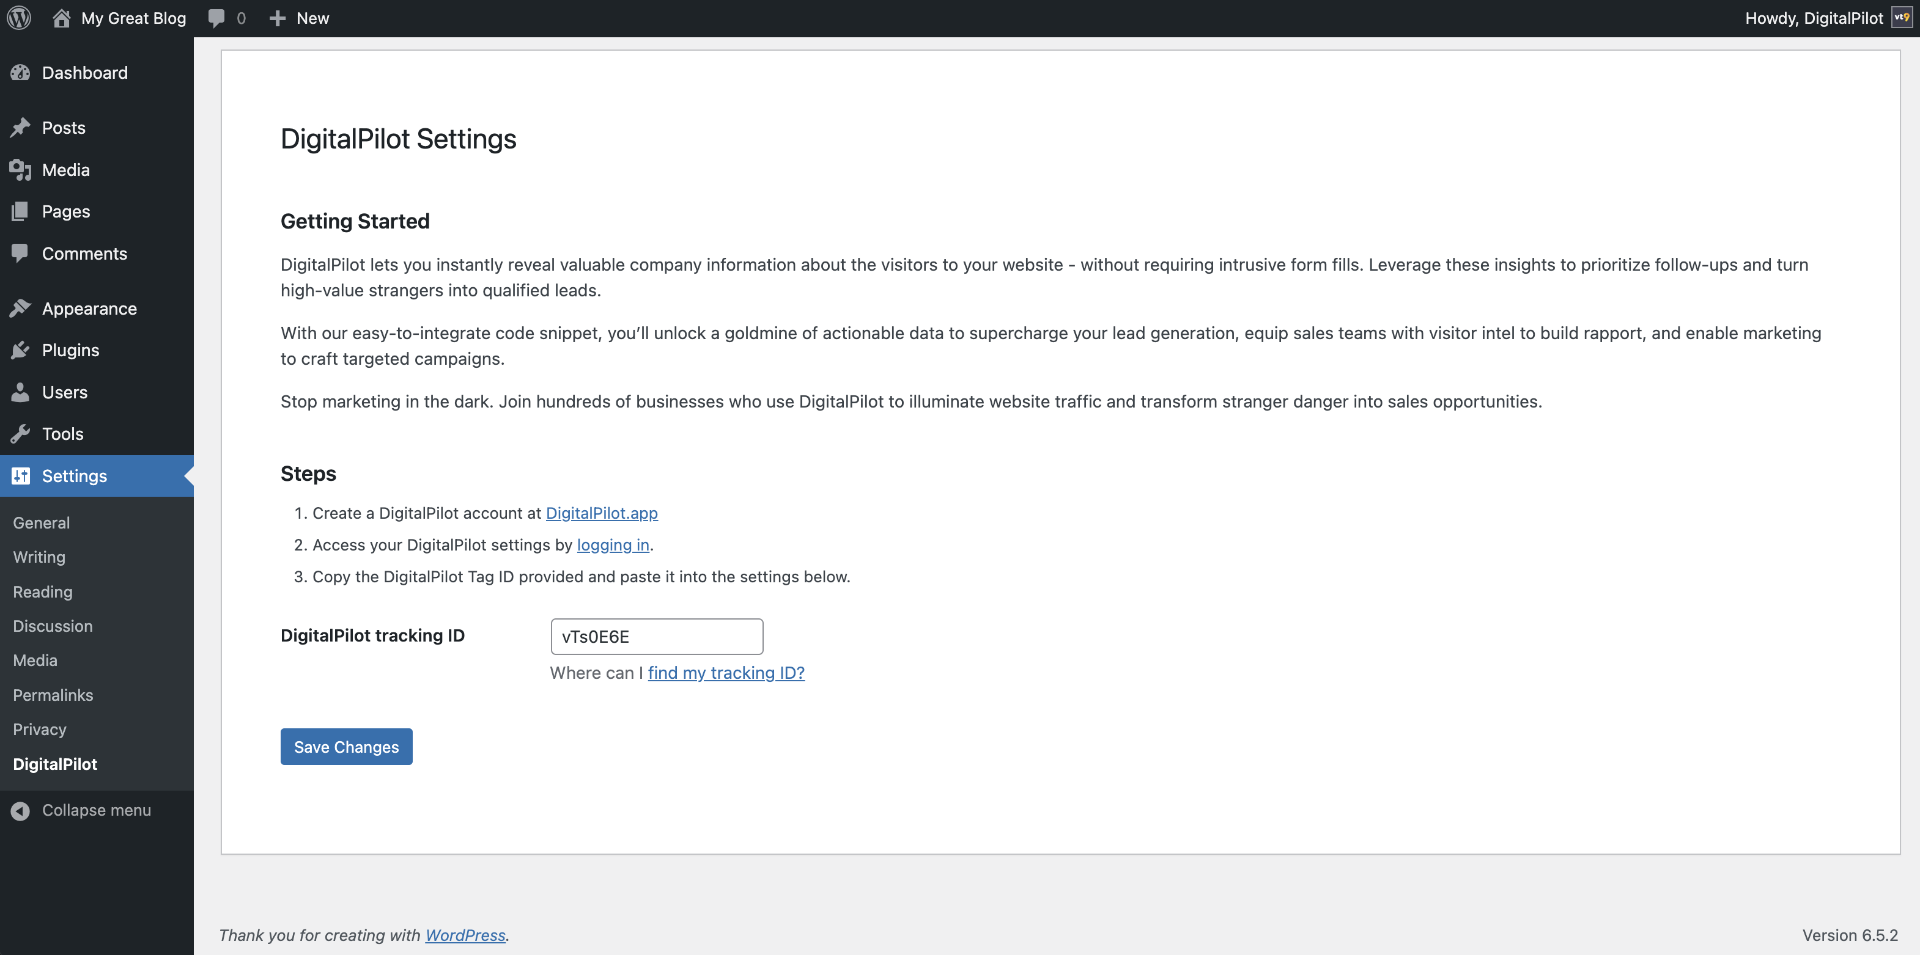 My Great Blog 0 New Howdy, DigitalPilot vt9
Dashboard
Posts
Media
Pages
Comments
Appearance
Plugins
Users
Tools
Settings
General
Writing
Reading
Discussion
Media
Permalinks
Privacy
DigitalPilot
Collapse menu
DigitalPilot Settings
Getting Started
DigitalPilot lets you instantly reveal valuable company information about the visitors to your website - without requiring intrusive form fills. Leverage these insights to prioritize follow-ups and turn
high-value strangers into qualified leads.
With our easy-to-integrate code snippet, you’ll unlock a goldmine of actionable data to supercharge your lead generation, equip sales teams with visitor intel to build rapport, and enable marketing
to craft targeted campaigns.
Stop marketing in the dark. Join hundreds of businesses who use DigitalPilot to illuminate website traffic and transform stranger danger into sales opportunities.
Steps
1. Create a DigitalPilot account at DigitalPilot.app
2. Access your DigitalPilot settings by logging in.
3. Copy the DigitalPilot Tag ID provided and paste it into the settings below.
DigitalPilot tracking ID vTs0E6E
Where can I find my tracking ID?
Save Changes
Thank you for creating with WordPress. Version 6.5.2